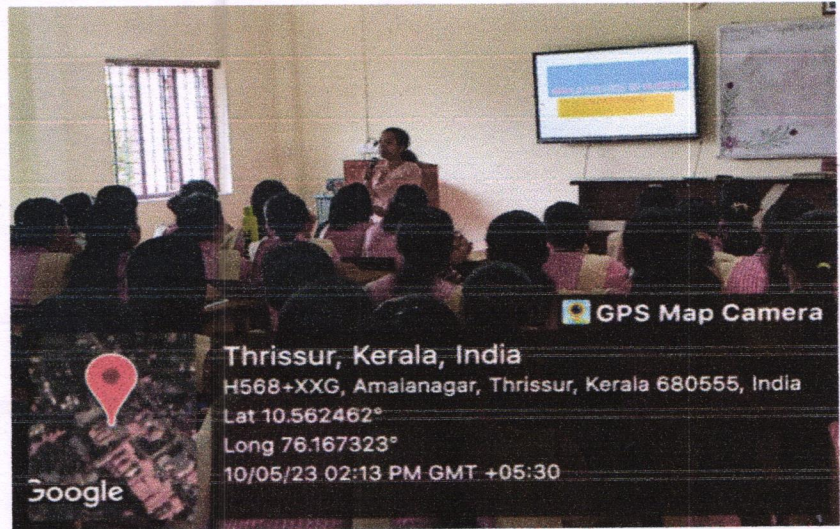 GPS Map Camera
Thrissur, Kerala, India
H568+XXG, Amalanagar, Thrissur, Kerala 680555, India
Lat 10.562462°
Long 76.167323°
10/05/23 02:13 PM GMT +05:30
Google